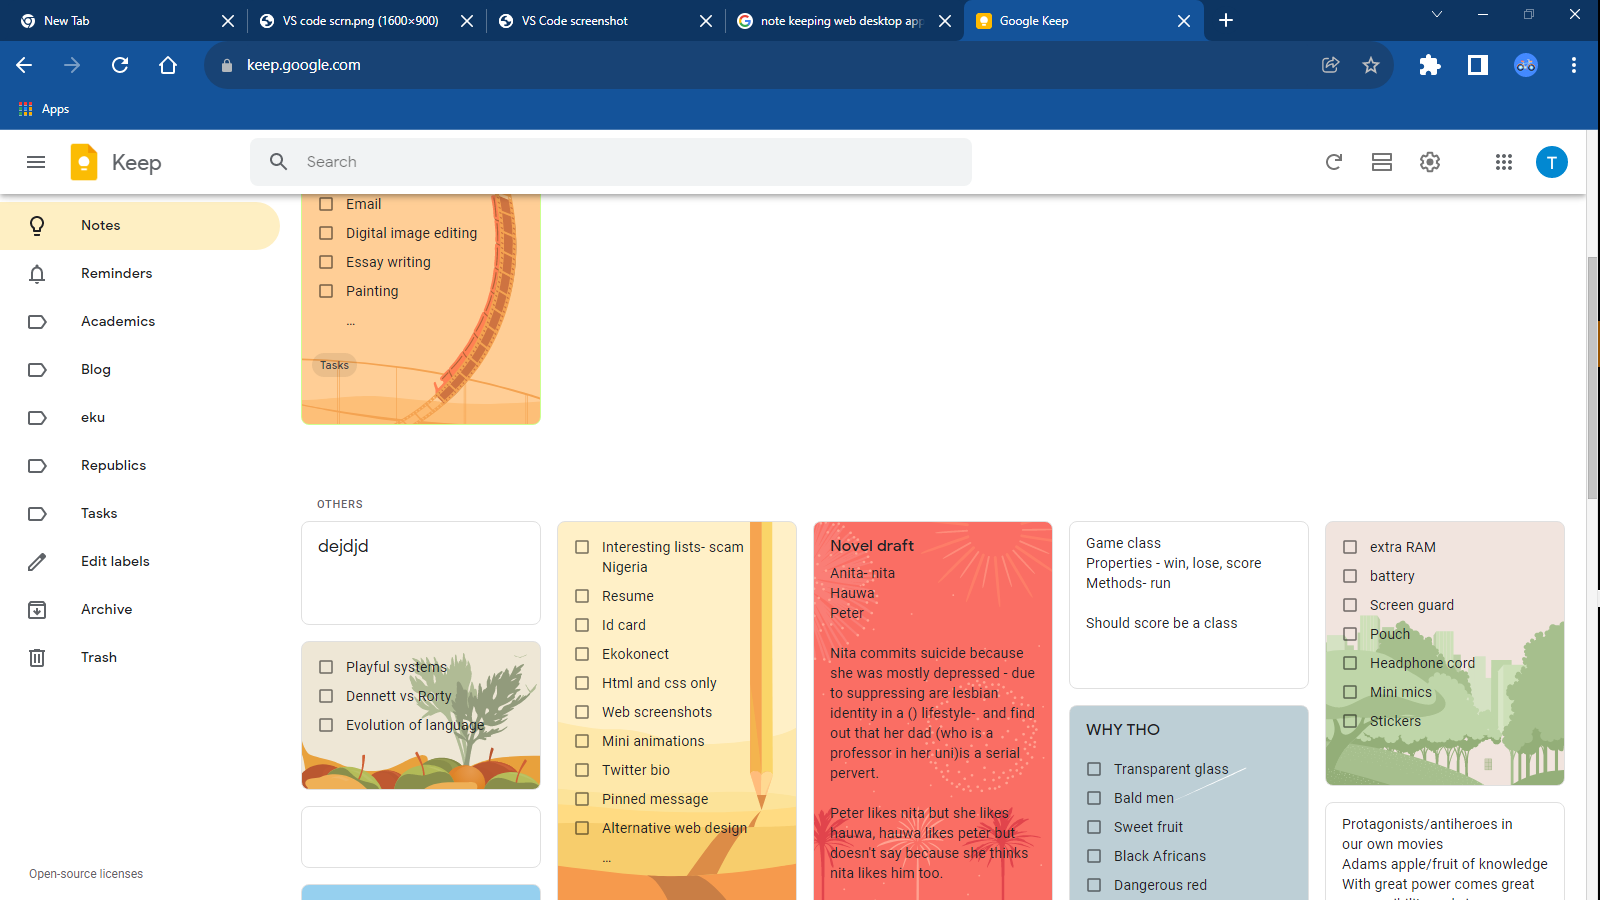 New Tab
VS code scrn.png (1600×900)
VS Code screenshot
note keeping web desktop app
Google Keep
keep.google.com
Apps
Keep
Search
T
Notes
Reminders
Academics
Blog
eku
Republics
Tasks
Edit labels
Archive
Trash
Open-source licenses
Email
Digital image editing
Essay writing
Painting
...
Tasks
OTHERS
dejdjd
Playful systems
Dennett vs Rorty
Evolution of language
Interesting lists- scam
Nigeria
Resume
Id card
Ekokonect
Html and css only
Web screenshots
Mini animations
Twitter bio
Pinned message
Alternative web design
...
Novel draft
Anita- nita
Hauwa
Peter
Nita commits suicide because
she was mostly depressed - due
to suppressing are lesbian
identity in a () lifestyle-  and find
out that her dad (who is a
professor in her uni)is a serial
pervert.
Peter likes nita but she likes
hauwa, hauwa likes peter but
doesn't say because she thinks
nita likes him too.
Game class
Properties - win, lose, score
Methods- run
Should score be a class
WHY THO
Transparent glass
Bald men
Sweet fruit
Black Africans
Dangerous red
extra RAM
battery
Screen guard
Pouch
Headphone cord
Mini mics
Stickers
Protagonists/antiheroes in
our own movies
Adams apple/fruit of knowledge
With great power comes great